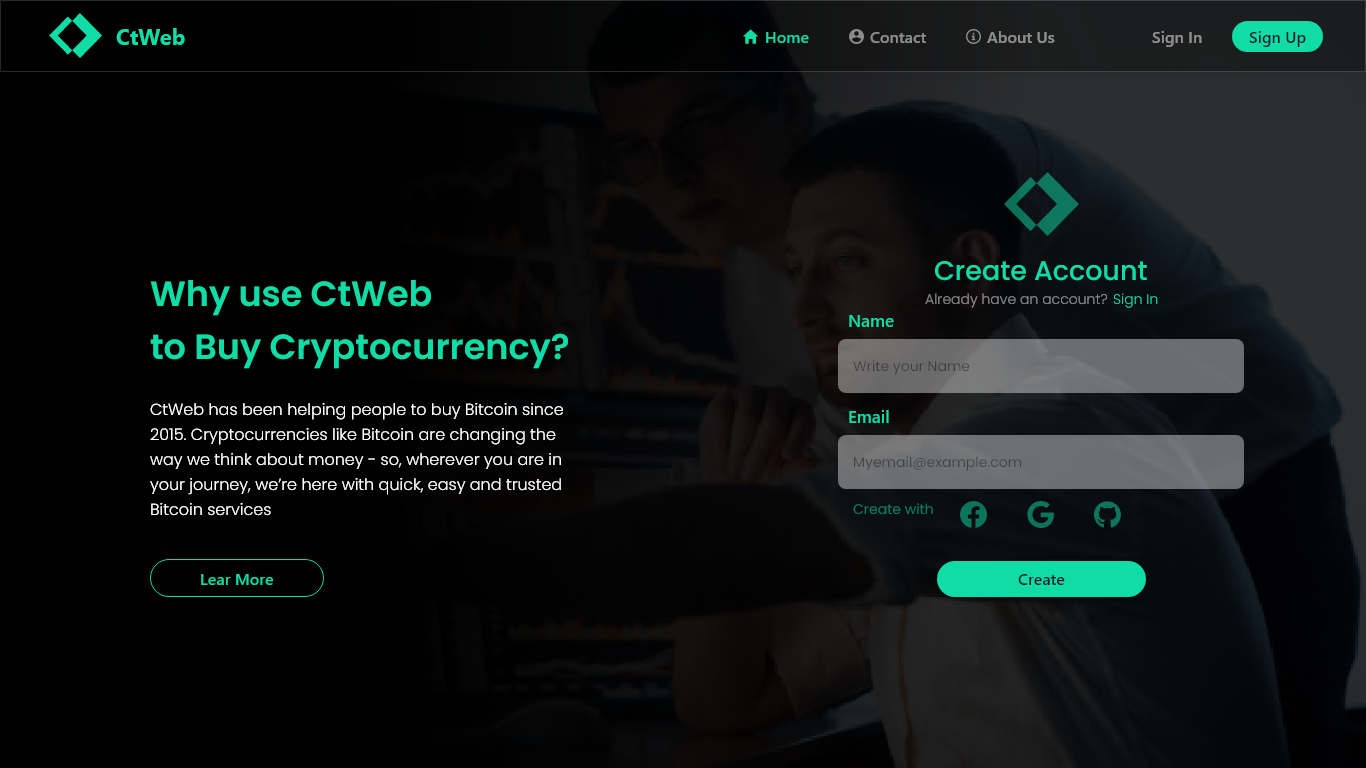 CtWeb
Home
Contact
About Us
Sign In
Sign Up
Why use CtWeb
to Buy Cryptocurrency?
CtWeb has been helping people to buy Bitcoin since
2015. Cryptocurrencies like Bitcoin are changing the
way we think about money - so, wherever you are in
your journey, we’re here with quick, easy and trusted
Bitcoin services
Lear More
Create Account
Already have an account? Sign In
Name
Write your Name
Email
Myemail@example.com
Create with
Create